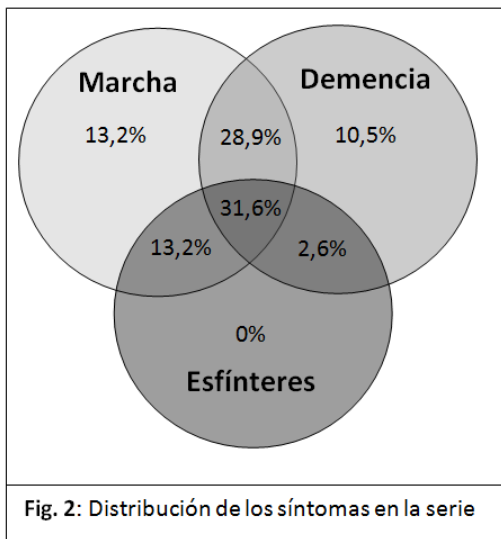 Marcha
Demencia
13,2%
28,9%
10,5%
31,6%
13,2%
2,6%
0%
Esfínteres
Fig. 2: Distribución de los síntomas en la serie